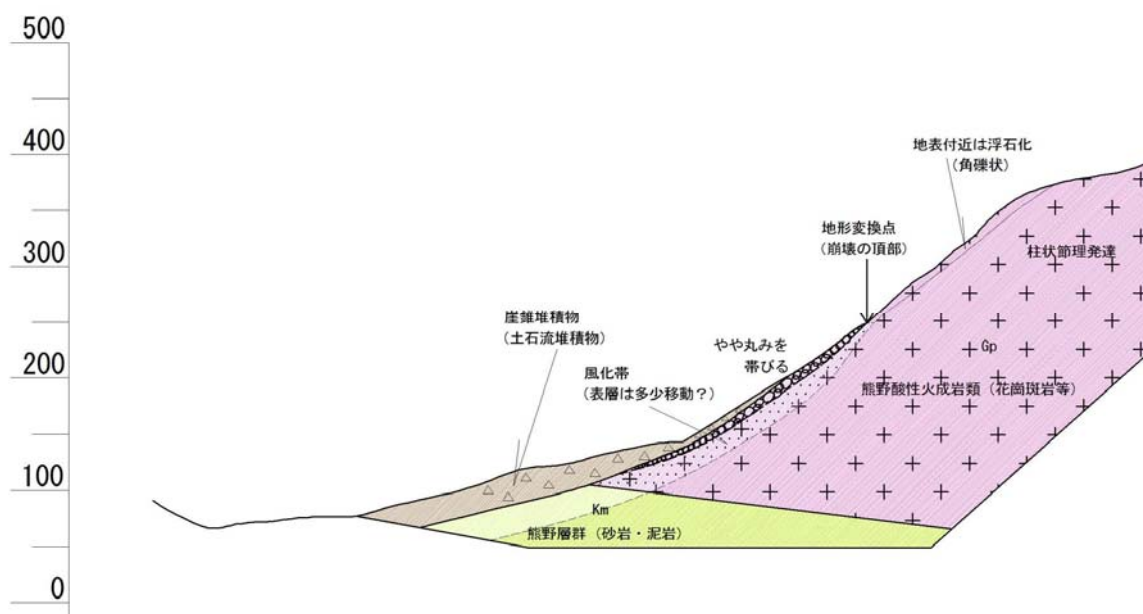 500
400
地表付近は浮石化
（角礫状）
地形変換点
（崩壊の頂部）
柱状節理発達
300
崖錐堆積物
（土石流堆積物）
やや丸みを
帯びる
Gp
200
風化帯
（表層は多少移動？）
熊野酸性火成岩類（花崗斑岩等）
100
Km
熊野層群（砂岩・泥岩）
0